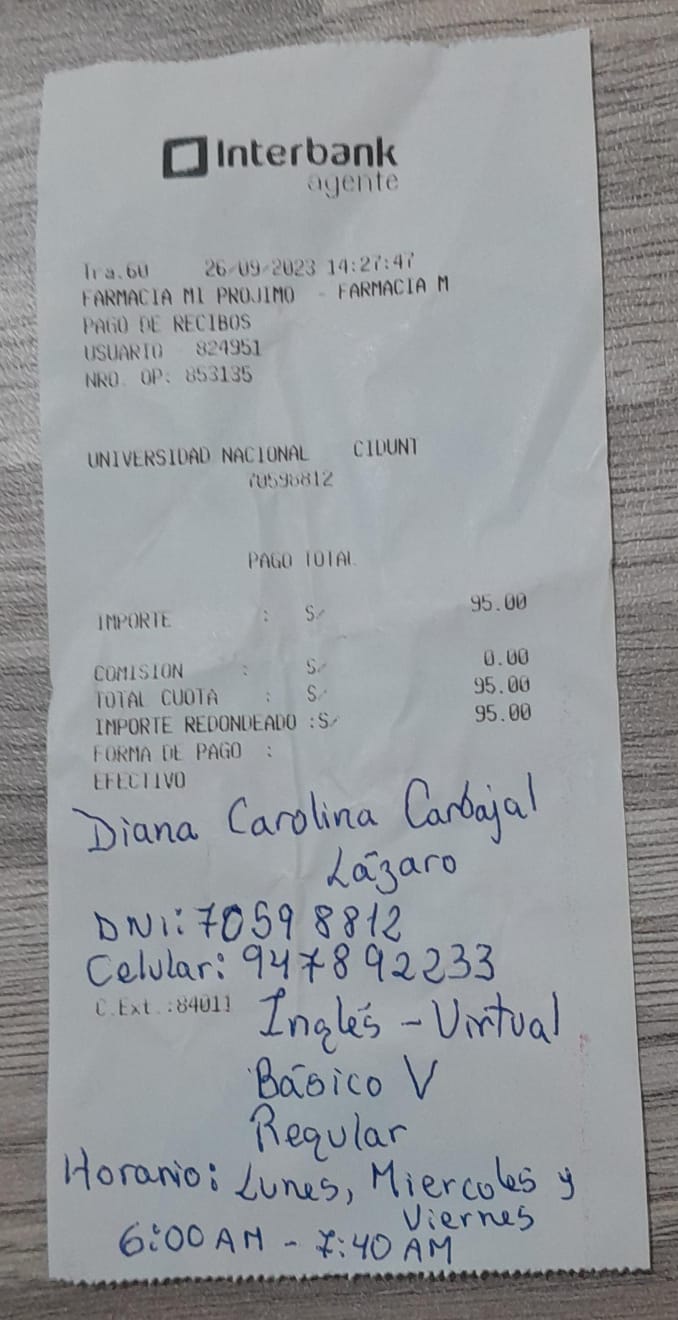 Interbank
agente
Tra.60 26/09/2023 14:27:47
FARMACIA MI PROJIMO - FARMACIA M
PAGO DE RECIBOS
USUARIO 824951
NRO. OP: 853135
UNIVERSIDAD NACIONAL CIDUNT
70598812
PAGO TOTAL
IMPORTE : S/ 95.00
COMISION : S/ 0.00
TOTAL CUOTA : S/ 95.00
IMPORTE REDONDEADO :S/ 95.00
FORMA DE PAGO :
EFECTIVO
Diana Carolina Carbajal
Lázaro
DNI: 70598812
Celular: 947892233
C.Ext.:84011 Inglés - Virtual
Básico V
Regular
Horario: Lunes, Miercoles y
Viernes
6:00 AM - 7:40 AM